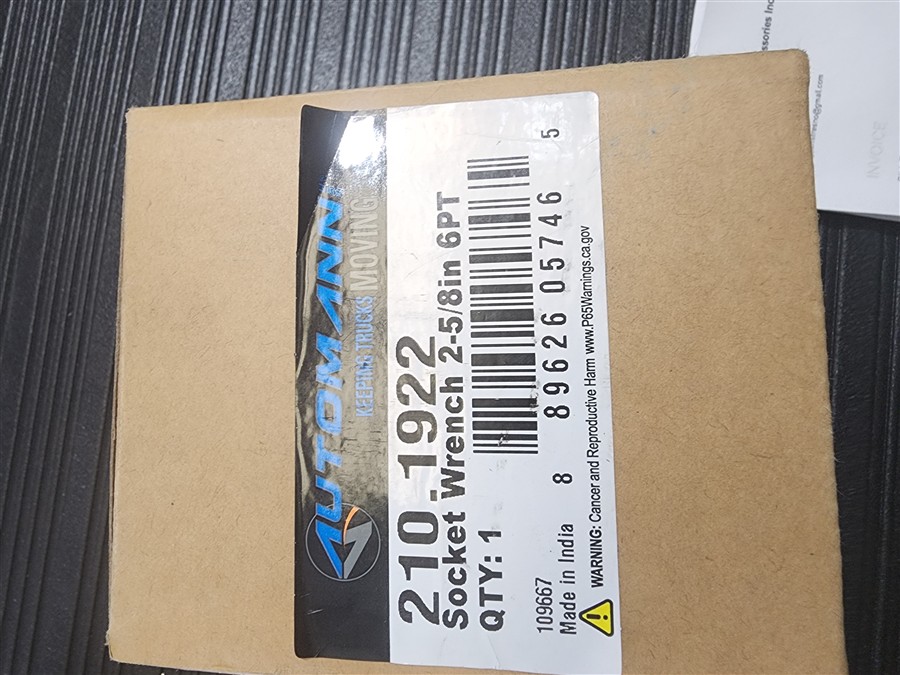 AUTOMANN
KEEPING TRUCKS MOVING
210.1922
Socket Wrench 2-5/8in 6PT
QTY: 1
8 89626 05746 5
109667
Made in India
WARNING: Cancer and Reproductive Harm www.P65Warnings.ca.gov
INVOICE